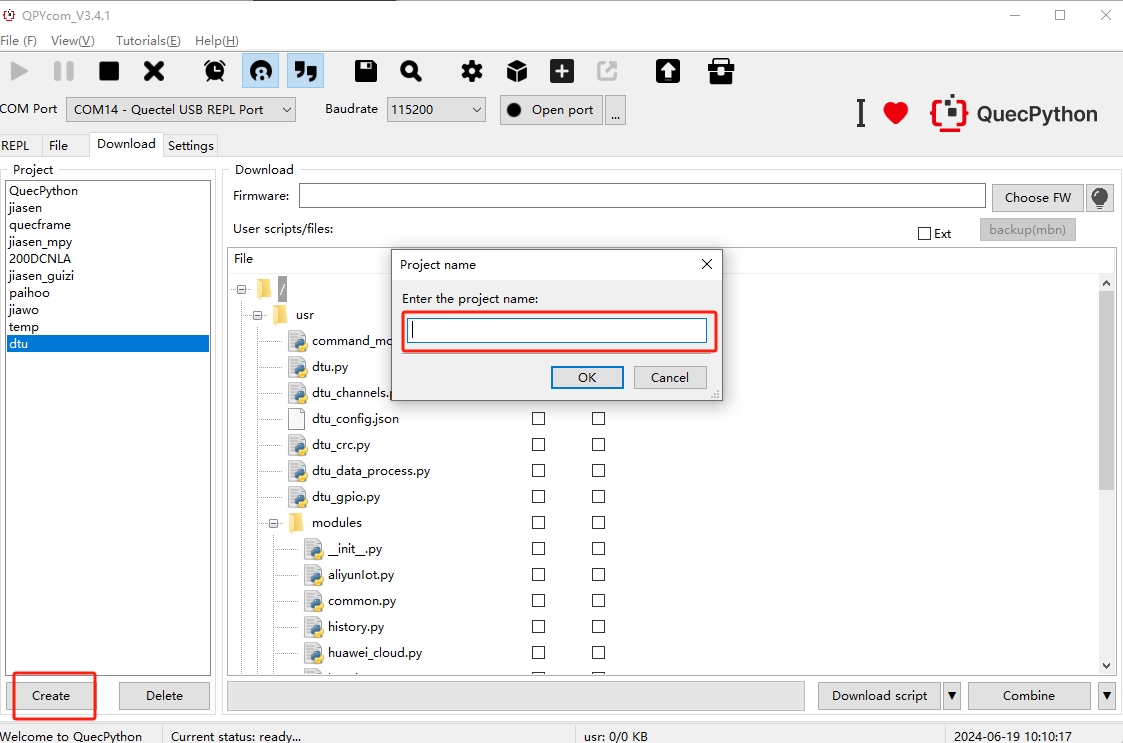 QPYcom_V3.4.1
File (F) View(V) Tutorials(E) Help(H)
COM Port COM14 - Quectel USB REPL Port Baudrate 115200 Open port ...
I QuecPython
REPL File Download Settings
Project
QuecPython
jiasen
quecframe
jiasen_mpy
200DCNLA
jiasen_guizi
paihoo
jiawo
temp
dtu
Create Delete
Download
Firmware: Choose FW
User scripts/files: Ext backup(mbn)
File
/
usr
command_mo
dtu.py
dtu_channels.
dtu_config.json
dtu_crc.py
dtu_data_process.py
dtu_gpio.py
modules
__init__.py
aliyunIot.py
common.py
history.py
huawei_cloud.py
Project name
Enter the project name:
OK Cancel
Download script Combine
Welcome to QuecPython Current status: ready... usr: 0/0 KB 2024-06-19 10:10:17